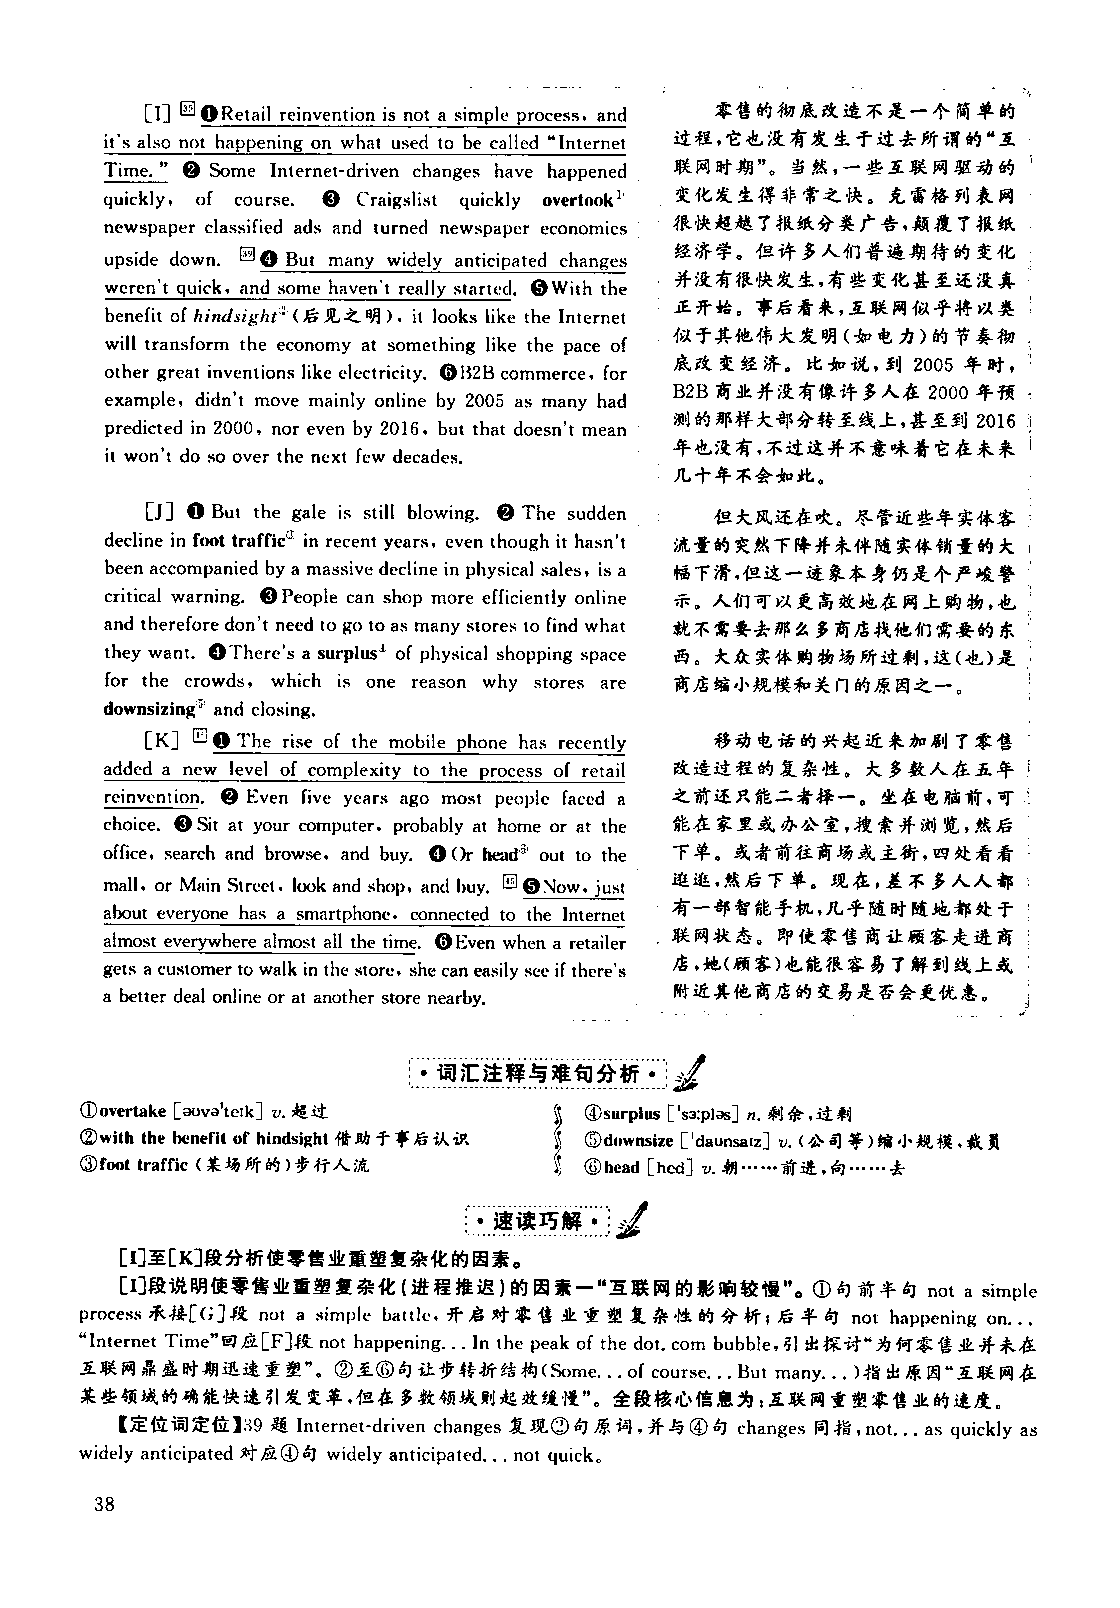 [I] 35 ❶Retail reinvention is not a simple process, and
it's also not happening on what used to be called "Internet
Time." ❷ Some Internet-driven changes have happened
quickly, of course. ❸ Craigslist quickly overtook①
newspaper classified ads and turned newspaper economics
upside down. 39 ❹ But many widely anticipated changes
weren't quick, and some haven't really started. ❺With the
benefit of hindsight②(后见之明), it looks like the Internet
will transform the economy at something like the pace of
other great inventions like electricity. ❻B2B commerce, for
example, didn't move mainly online by 2005 as many had
predicted in 2000, nor even by 2016, but that doesn't mean
it won't do so over the next few decades.
[J] ❶ But the gale is still blowing. ❷ The sudden
decline in foot traffic③ in recent years, even though it hasn't
been accompanied by a massive decline in physical sales, is a
critical warning. ❸People can shop more efficiently online
and therefore don't need to go to as many stores to find what
they want. ❹There's a surplus④ of physical shopping space
for the crowds, which is one reason why stores are
downsizing⑤ and closing.
[K] ❶ The rise of the mobile phone has recently
added a new level of complexity to the process of retail
reinvention. ❷ Even five years ago most people faced a
choice. ❸Sit at your computer, probably at home or at the
office, search and browse, and buy. ❹Or head⑥ out to the
mall, or Main Street, look and shop, and buy. ❺Now, just
about everyone has a smartphone, connected to the Internet
almost everywhere almost all the time. ❻Even when a retailer
gets a customer to walk in the store, she can easily see if there's
a better deal online or at another store nearby.
零售的彻底改造不是一个简单的
过程,它也没有发生于过去所谓的“互
联网时期”。当然,一些互联网驱动的
变化发生得非常之快。克雷格列表网
很快超越了报纸分类广告,颠覆了报纸
经济学。但许多人们普遍期待的变化
并没有很快发生,有些变化甚至还没真
正开始。事后看来,互联网似乎将以类
似于其他伟大发明(如电力)的节奏彻
底改变经济。比如说,到 2005 年时,
B2B 商业并没有像许多人在 2000 年预
测的那样大部分转至线上,甚至到 2016
年也没有,不过这并不意味着它在未来
几十年不会如此。
但大风还在吹。尽管近些年实体客
流量的突然下降并未伴随实体销量的大
幅下滑,但这一迹象本身仍是个严峻警
示。人们可以更高效地在网上购物,也
就不需要去那么多商店找他们需要的东
西。大众实体购物场所过剩,这(也)是
商店缩小规模和关门的原因之一。
移动电话的兴起近来加剧了零售
改造过程的复杂性。大多数人在五年
之前还只能二者择一。坐在电脑前,可
能在家里或办公室,搜索并浏览,然后
下单。或者前往商场或主街,四处看看
逛逛,然后下单。现在,差不多人人都
有一部智能手机,几乎随时随地都处于
联网状态。即使零售商让顾客走进商
店,她(顾客)也能很容易了解到线上或
附近其他商店的交易是否会更优惠。
·词汇注释与难句分析·
①overtake [əʊvə'teɪk] v. 超过
②with the benefit of hindsight 借助于事后认识
③foot traffic (某场所的)步行人流
④surplus ['sɜːpləs] n. 剩余,过剩
⑤downsize ['daʊnsaɪz] v. (公司等)缩小规模,裁员
⑥head [hed] v. 朝……前进,向……去
·速读巧解·
[I]至[K]段分析使零售业重塑复杂化的因素。
[I]段说明使零售业重塑复杂化(进程推迟)的因素一“互联网的影响较慢”。①句前半句 not a simple
process 承接[G]段 not a simple battle,开启对零售业重塑复杂性的分析;后半句 not happening on...
“Internet Time”回应[F]段 not happening... In the peak of the dot. com bubble,引出探讨“为何零售业并未在
互联网鼎盛时期迅速重塑”。②至⑥句让步转折结构(Some... of course... But many...)指出原因“互联网在
某些领域的确能快速引发变革,但在多数领域则起效缓慢”。全段核心信息为:互联网重塑零售业的速度。
【定位词定位】39 题 Internet-driven changes 复现②句原词,并与④句 changes 同指,not... as quickly as
widely anticipated 对应④句 widely anticipated... not quick。
38